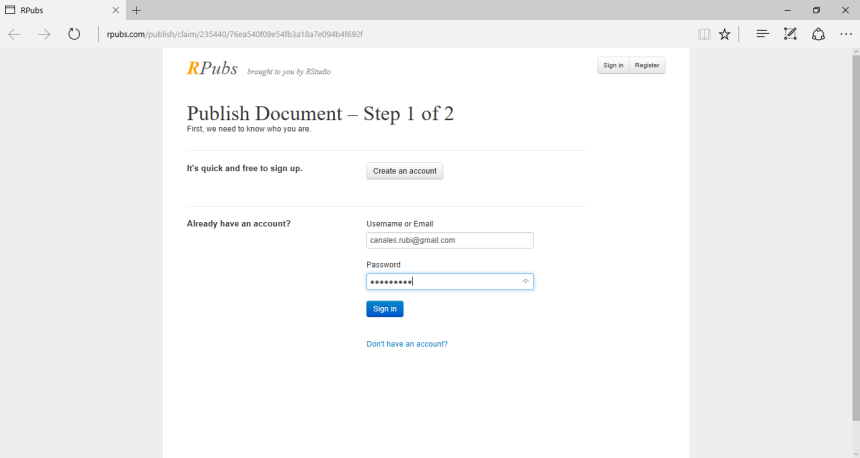 RPubs
rpubs.com/publish/claim/235440/76ea540f09e54fb3a18a7e094b4f692f
RPubs brought to you by RStudio
Sign in Register
Publish Document – Step 1 of 2
First, we need to know who you are.
It's quick and free to sign up.
Create an account
Already have an account?
Username or Email
canales.rubi@gmail.com
Password
●●●●●●●●●
Sign in
Don't have an account?